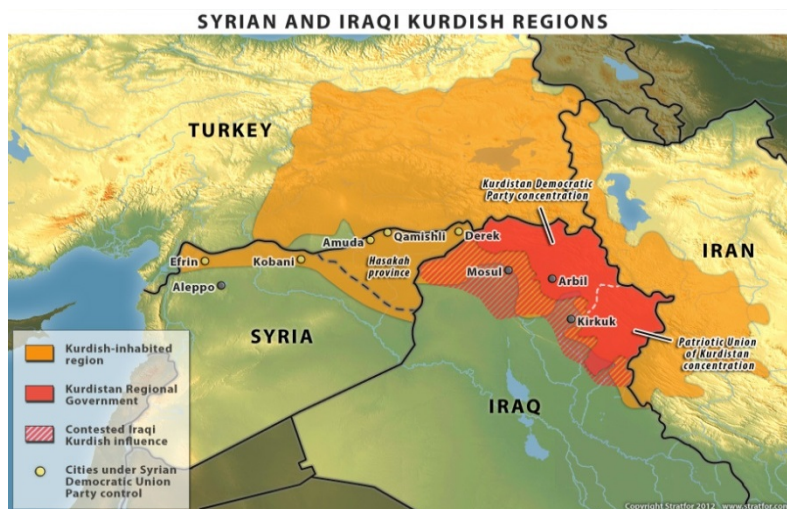 SYRIAN AND IRAQI KURDISH REGIONS
TURKEY
Kurdistan Democratic
Party concentration
Amuda
Qamishli
Derek
IRAN
Efrin
Kobani
Hasakah
province
Mosul
Arbil
Aleppo
SYRIA
Kirkuk
Patriotic Union
of Kurdistan
concentration
IRAQ
Kurdish-inhabited
region
Kurdistan Regional
Government
Contested Iraqi
Kurdish influence
Cities under Syrian
Democratic Union
Party control
Copyright Stratfor 2012 www.stratfor.com